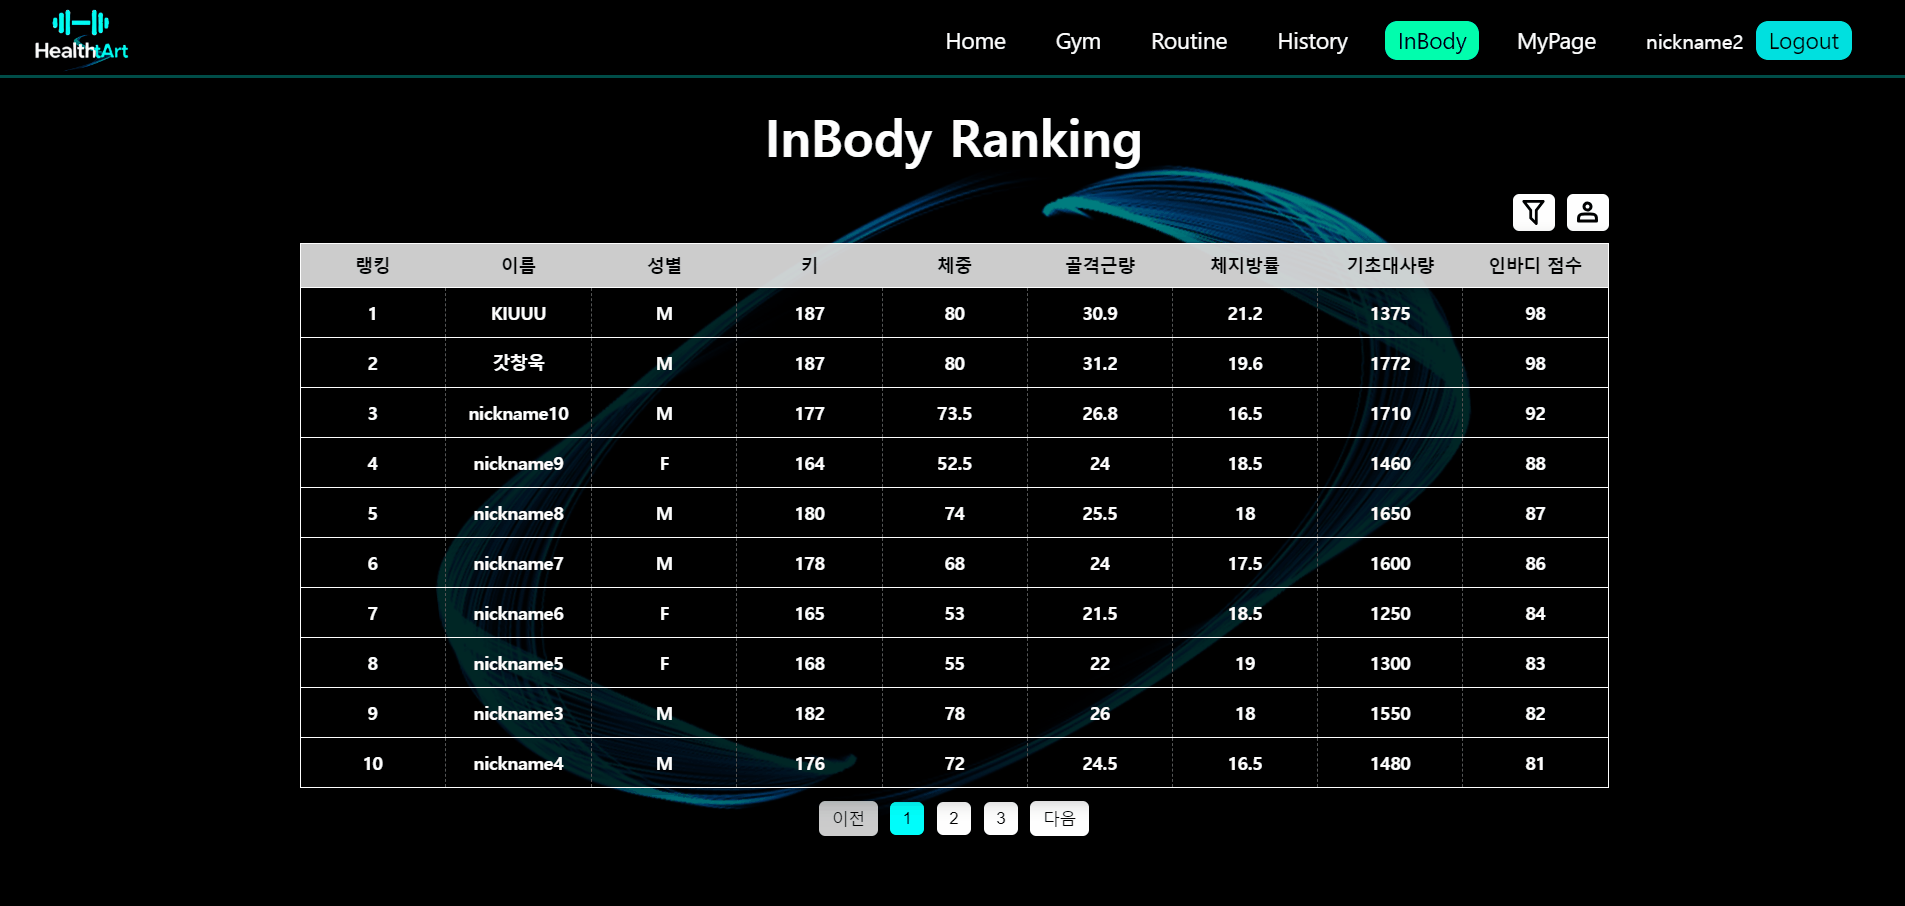 HealthtArt
Home Gym Routine History InBody MyPage nickname2 Logout
InBody Ranking
랭킹 이름 성별 키 체중 골격근량 체지방률 기초대사량 인바디 점수
1 KIUUU M 187 80 30.9 21.2 1375 98
2 갓창욱 M 187 80 31.2 19.6 1772 98
3 nickname10 M 177 73.5 26.8 16.5 1710 92
4 nickname9 F 164 52.5 24 18.5 1460 88
5 nickname8 M 180 74 25.5 18 1650 87
6 nickname7 M 178 68 24 17.5 1600 86
7 nickname6 F 165 53 21.5 18.5 1250 84
8 nickname5 F 168 55 22 19 1300 83
9 nickname3 M 182 78 26 18 1550 82
10 nickname4 M 176 72 24.5 16.5 1480 81
이전 1 2 3 다음